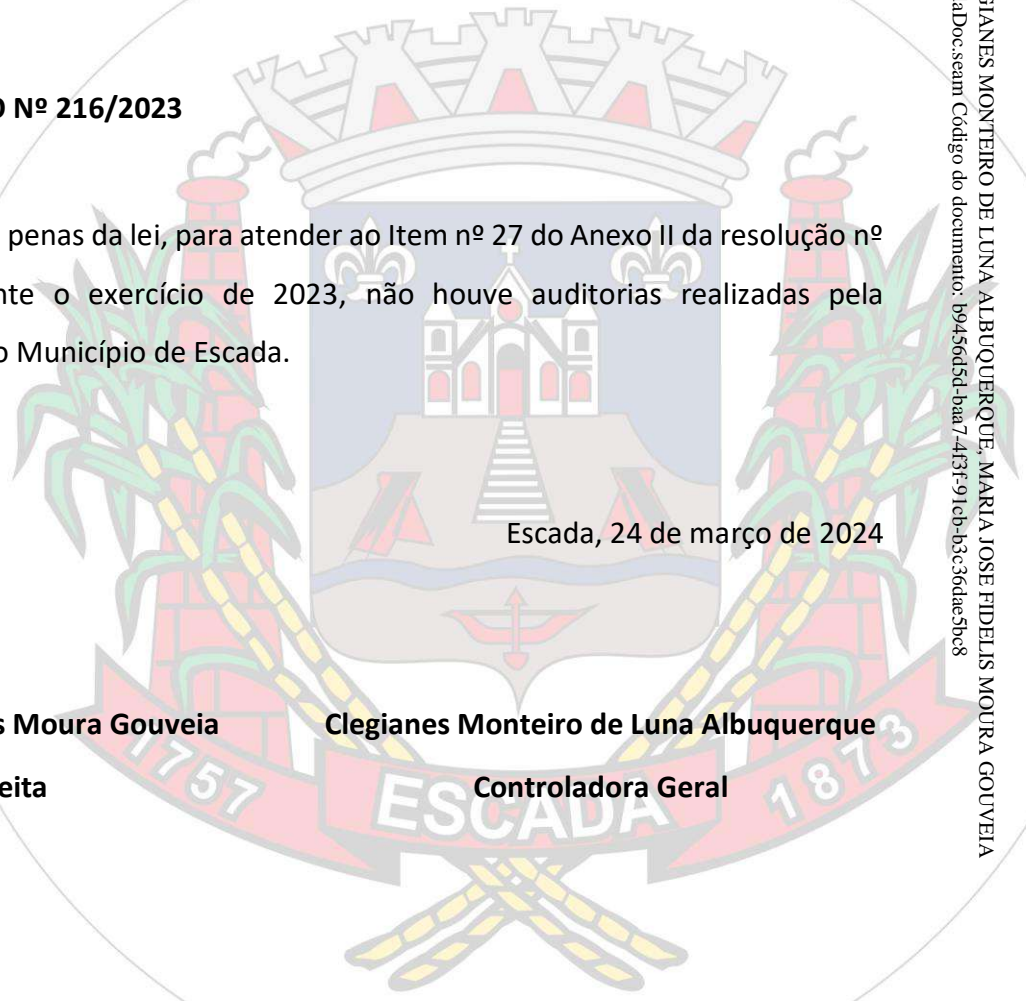 O Nº 216/2023
penas da lei, para atender ao Item nº 27 do Anexo II da resolução nº
nte o exercício de 2023, não houve auditorias realizadas pela
o Município de Escada.
Escada, 24 de março de 2024
s Moura Gouveia
Clegianes Monteiro de Luna Albuquerque
eita
Controladora Geral
1757
ESCADA
1873
GIANES MONTEIRO DE LUNA ALBUQUERQUE, MARIA JOSE FIDELIS MOURA GOUVEIA
aDoc.seam Código do documento: b9456d5d-baa7-4f3f-91cb-b3c36dae5bc8